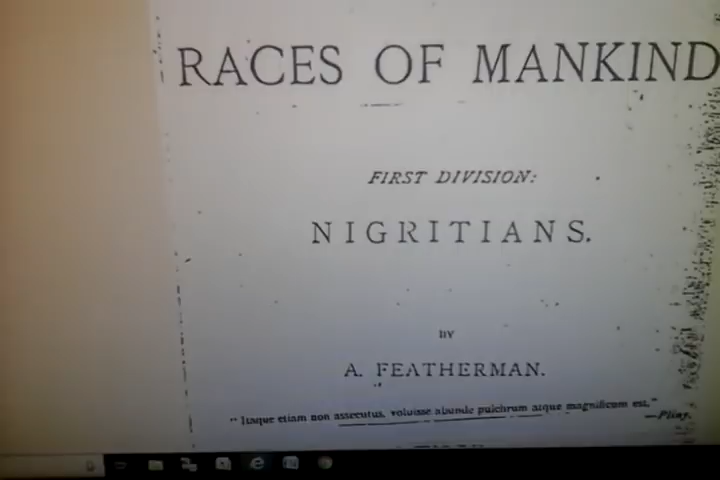 RACES OF MANKIND
FIRST DIVISION:
NIGRITIANS.
BY
A. FEATHERMAN.
"Itaque etiam non assecutus, voluisse abunde pulchrum atque magnificum est."
—Pliny.